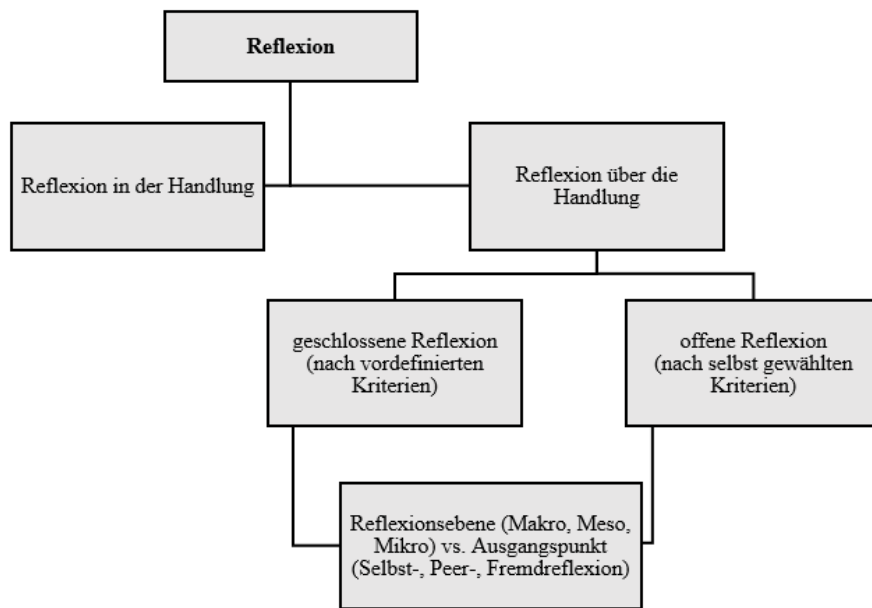 Reflexion
Reflexion in der Handlung
Reflexion über die
Handlung
geschlossene Reflexion
(nach vordefinierten
Kriterien)
offene Reflexion
(nach selbst gewählten
Kriterien)
Reflexionsebene (Makro, Meso,
Mikro) vs. Ausgangspunkt
(Selbst-, Peer-, Fremdreflexion)